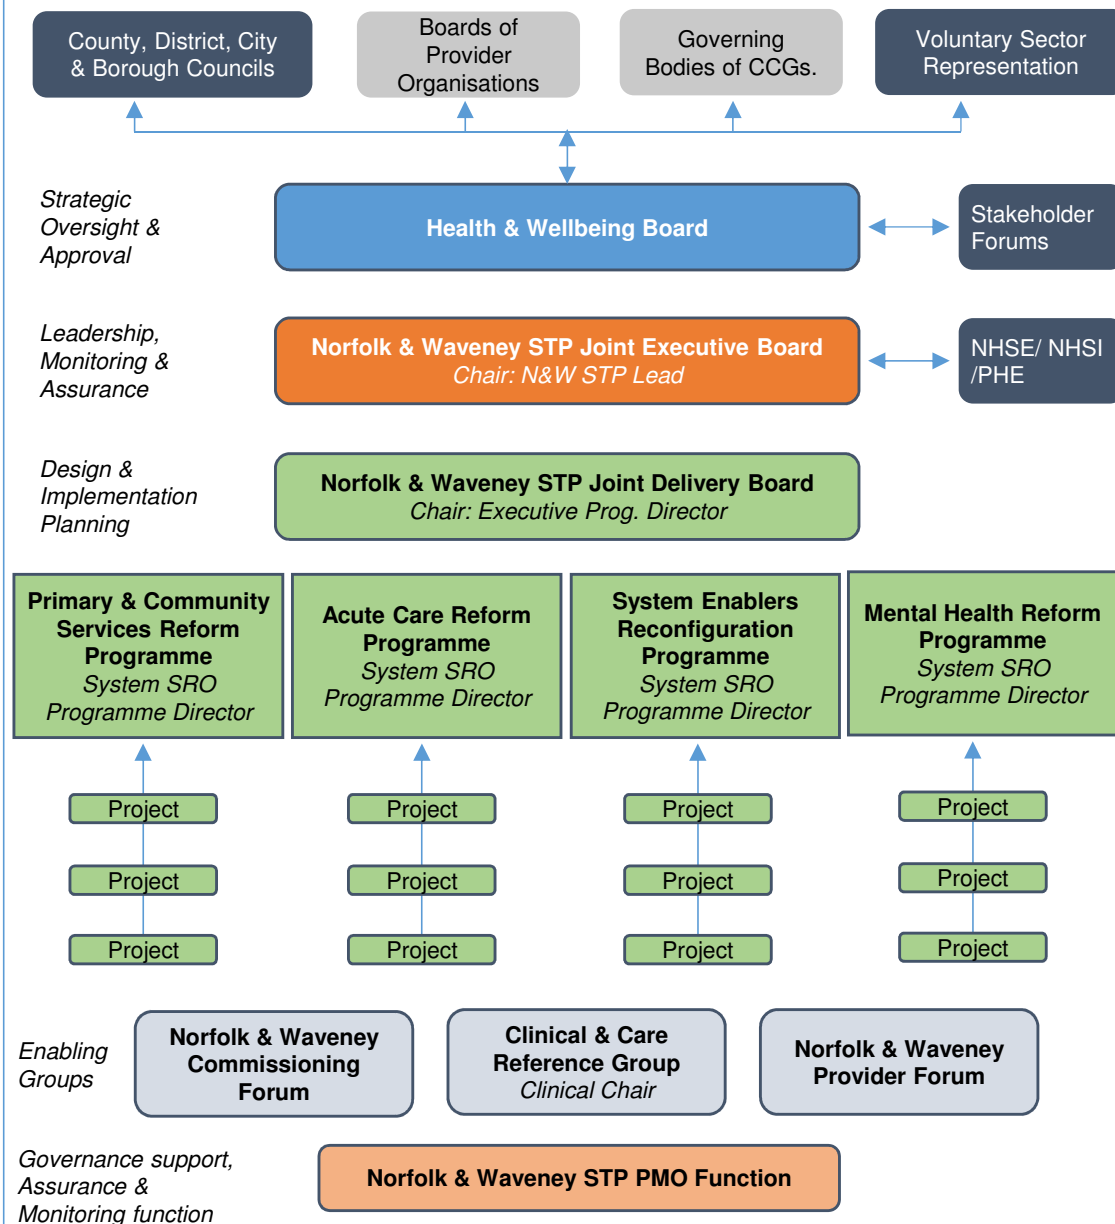 County, District, City
& Borough Councils
Boards of
Provider
Organisations
Governing
Bodies of CCGs.
Voluntary Sector
Representation
Strategic
Oversight &
Approval
Health & Wellbeing Board
Stakeholder
Forums
Leadership,
Monitoring &
Assurance
Norfolk & Waveney STP Joint Executive Board
Chair: N&W STP Lead
NHSE/ NHSI
/PHE
Design &
Implementation
Planning
Norfolk & Waveney STP Joint Delivery Board
Chair: Executive Prog. Director
Primary & Community
Services Reform
Programme
System SRO
Programme Director
Acute Care Reform
Programme
System SRO
Programme Director
System Enablers
Reconfiguration
Programme
System SRO
Programme Director
Mental Health Reform
Programme
System SRO
Programme Director
Project
Project
Project
Project
Project
Project
Project
Project
Project
Project
Project
Project
Enabling
Groups
Norfolk & Waveney
Commissioning
Forum
Clinical & Care
Reference Group
Clinical Chair
Norfolk & Waveney
Provider Forum
Governance support,
Assurance &
Monitoring function
Norfolk & Waveney STP PMO Function